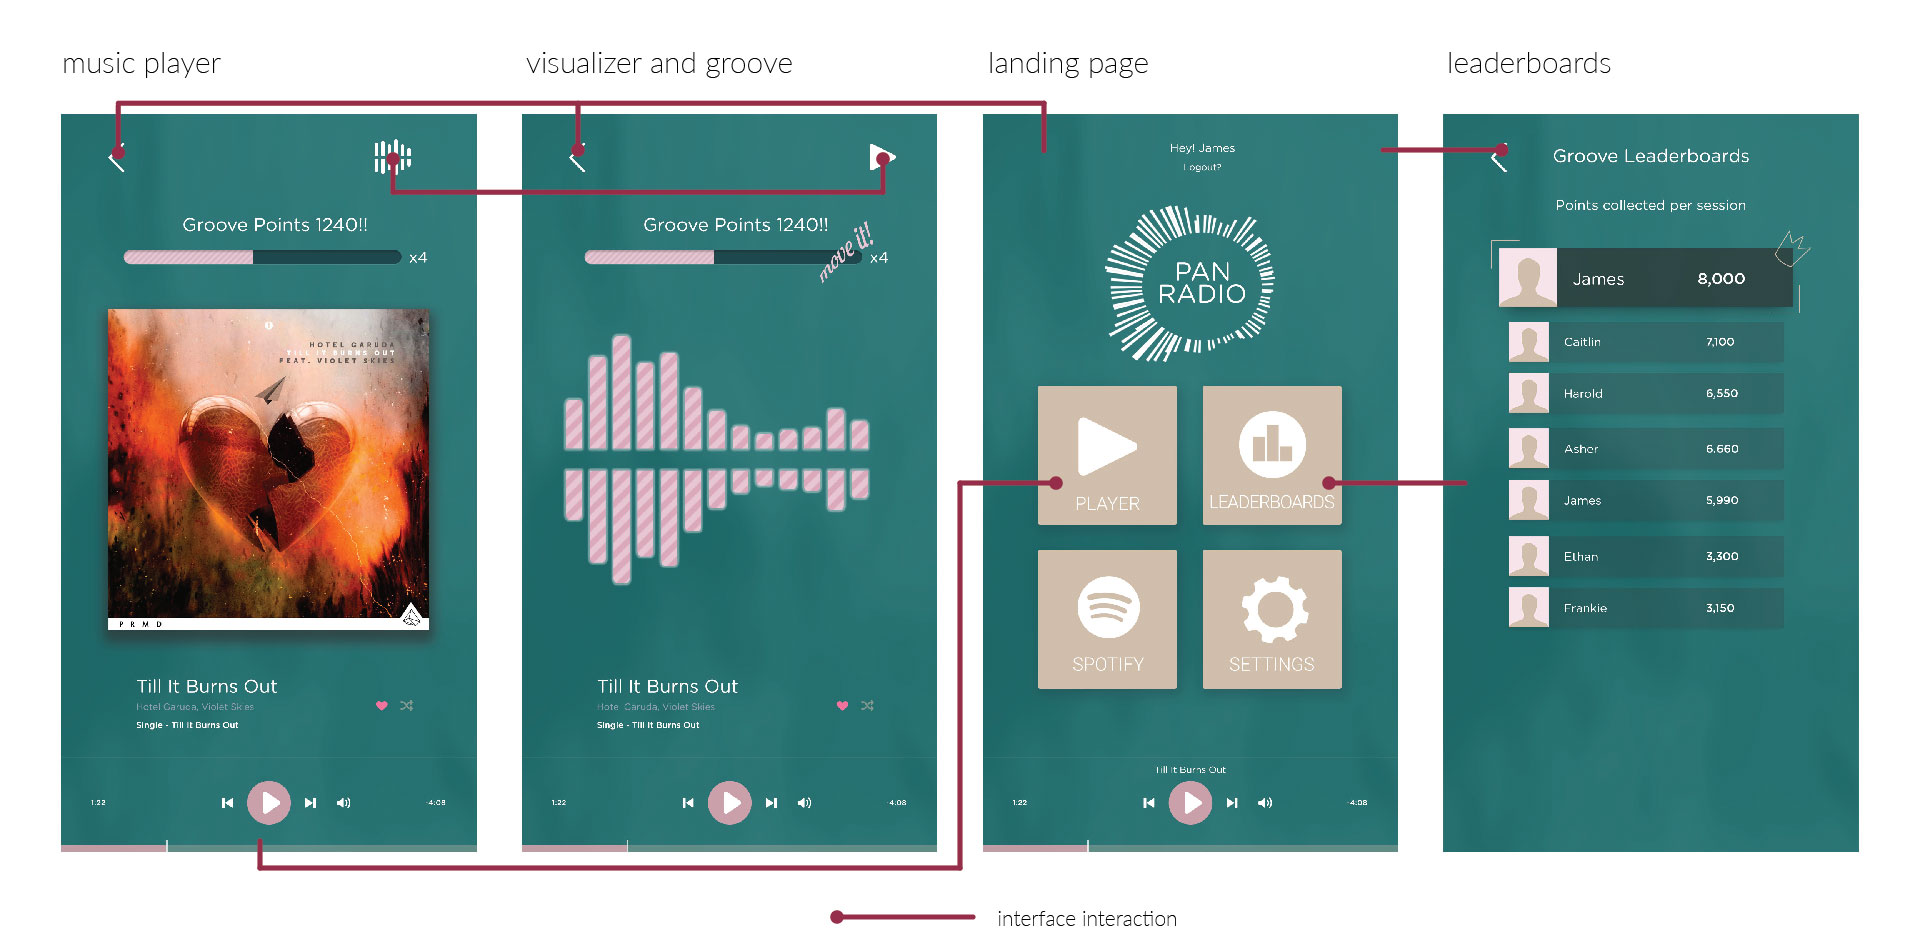 music player
visualizer and groove
landing page
leaderboards
Groove Points 1240!!
x4
HOTEL GARUDA
TILL IT BURNS OUT
FEAT. VIOLET SKIES
PRMD
Till It Burns Out
Hotel Garuda, Violet Skies
Single - Till It Burns Out
1:22
-4:08
Groove Points 1240!!
move it!
x4
Till It Burns Out
Hotel Garuda, Violet Skies
Single - Till It Burns Out
1:22
-4:08
Hey! James
Logout?
PAN
RADIO
PLAYER
LEADERBOARDS
SPOTIFY
SETTINGS
Till It Burns Out
1:22
-4:08
Groove Leaderboards
Points collected per session
James 8,000
Caitlin 7,100
Harold 6,550
Asher 6.660
James 5,990
Ethan 3,300
Frankie 3,150
interface interaction